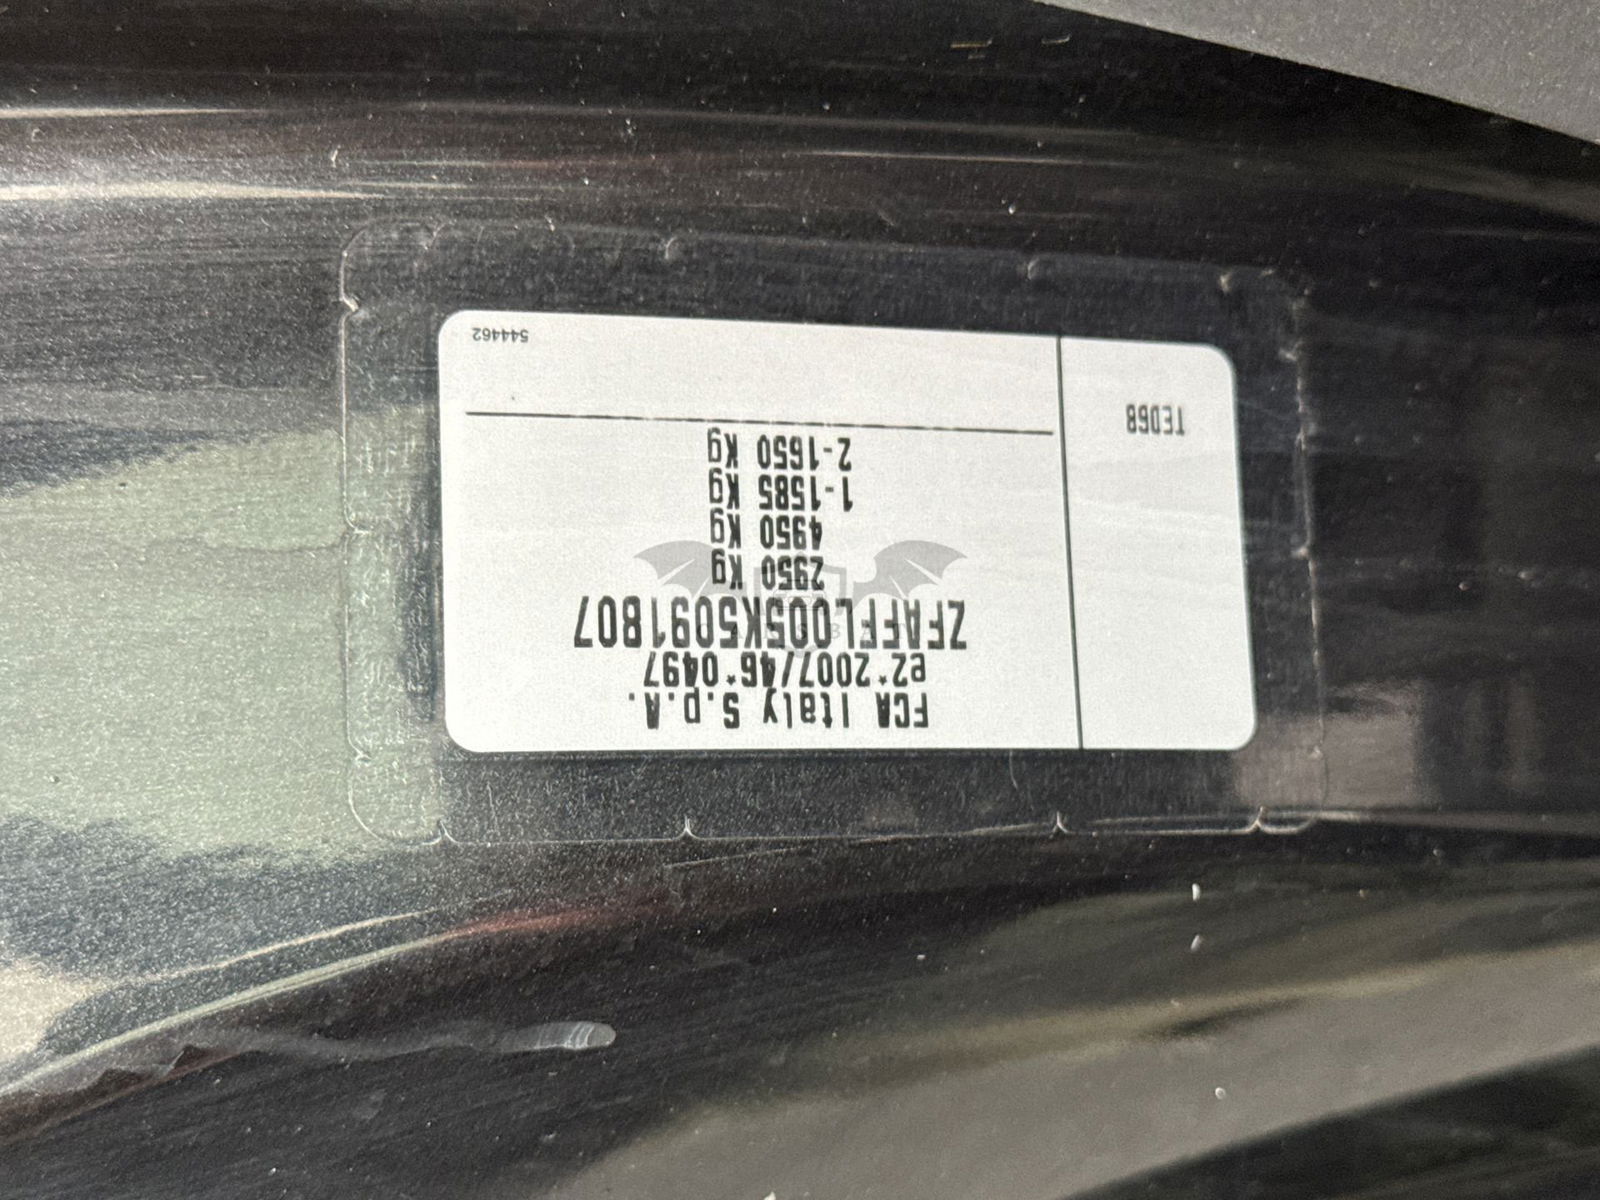 FCA Italy S.p.A.
e2*2007/46*0497
ZFAFFL005K5091807
2950 Kg
4950 Kg
1-1585 Kg
2-1650 Kg
TED68
544462